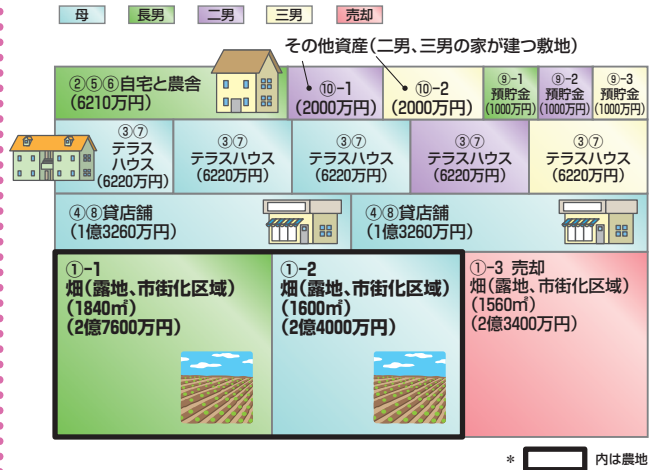 母 長男 二男 三男 売却
その他資産(二男、三男の家が建つ敷地)
②⑤⑥自宅と農舎
(6210万円)
⑩-1
(2000万円)
⑩-2
(2000万円)
⑨-1
預貯金
(1000万円)
⑨-2
預貯金
(1000万円)
⑨-3
預貯金
(1000万円)
③⑦
テラス
ハウス
(6220万円)
③⑦
テラスハウス
(6220万円)
③⑦
テラスハウス
(6220万円)
③⑦
テラスハウス
(6220万円)
③⑦
テラスハウス
(6220万円)
④⑧貸店舗
(1億3260万円)
④⑧貸店舗
(1億3260万円)
①-1
畑(露地、市街化区域)
(1840㎡)
(2億7600万円)
①-2
畑(露地、市街化区域)
(1600㎡)
(2億4000万円)
①-3 売却
畑(露地、市街化区域)
(1560㎡)
(2億3400万円)
* 内は農地